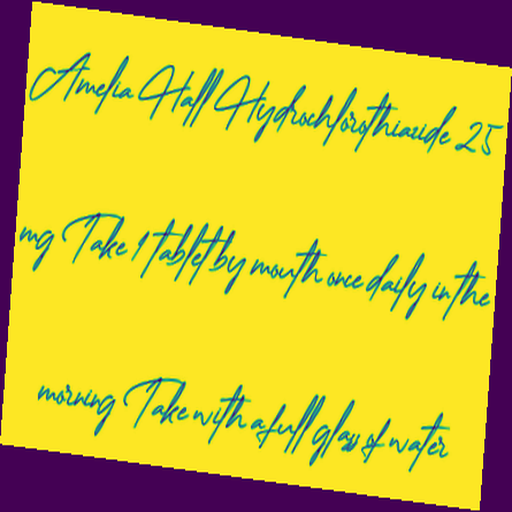 Amelia Hall Hydrochlorothiazide 25
mg Take 1 tablet by mouth once daily in the
morning Take with a full glass of water